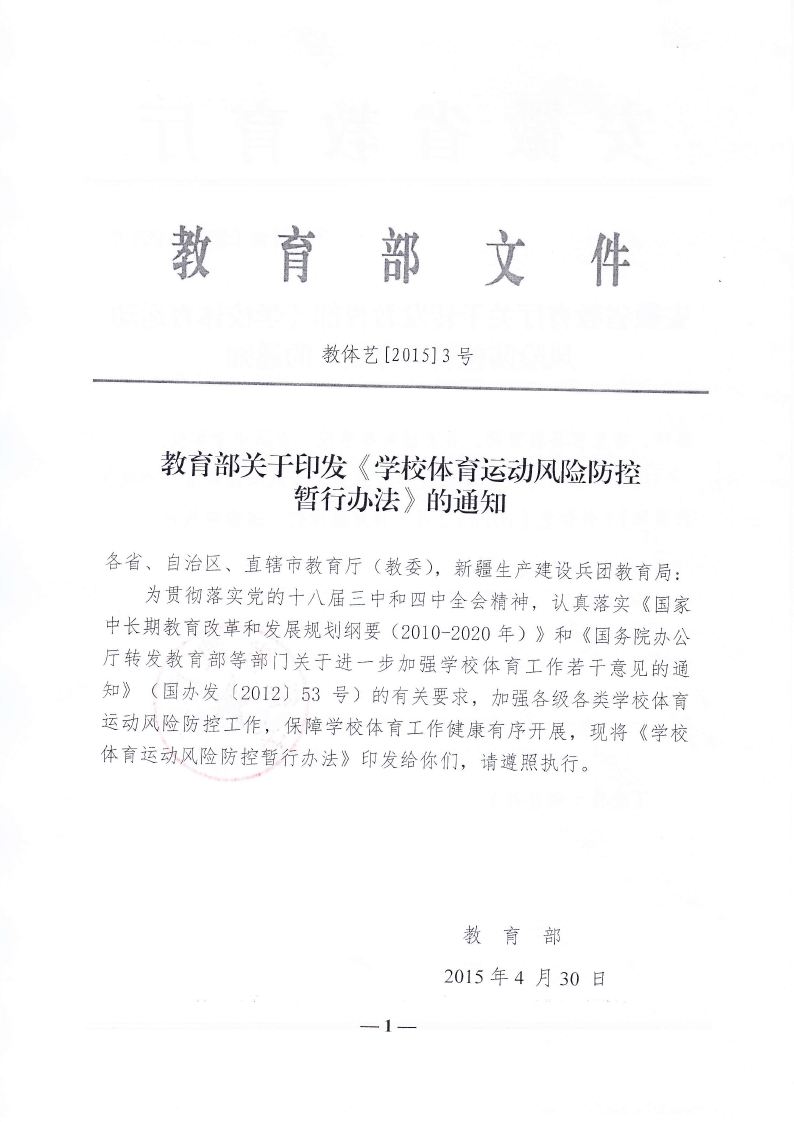 教育部文件
教体艺[2015]3号
教育部关于印发《学校体育运动风险防控
暂行办法》的通知
各省、自治区、直辖市教育厅（教委），新疆生产建设兵团教育局：
为贯彻落实党的十八届三中和四中全会精神，认真落实《国家
中长期教育改革和发展规划纲要（2010-2020年）》和《国务院办公
厅转发教育部等部门关于进一步加强学校体育工作若干意见的通
知》（国办发〔2012〕53 号）的有关要求，加强各级各类学校体育
运动风险防控工作，保障学校体育工作健康有序开展，现将《学校
体育运动风险防控暂行办法》印发给你们，请遵照执行。
教 育 部
2015年4月30日
—1—